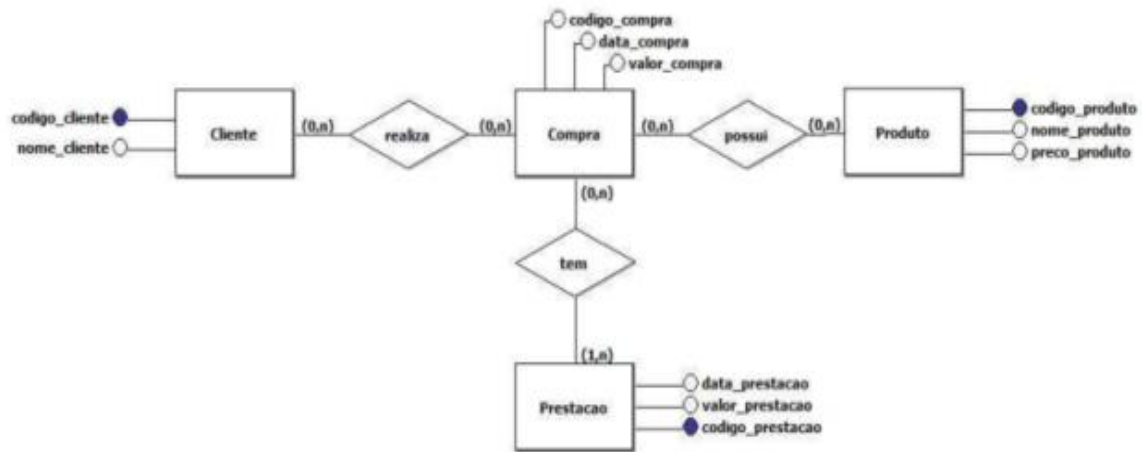 codigo_compra
data_compra
valor_compra
codigo_cliente
nome_cliente
Cliente
(0,n)
realiza
(0,n)
Compra
(0,n)
possui
(0,n)
Produto
codigo_produto
nome_produto
preco_produto
(0,n)
tem
(1,n)
Prestacao
data_prestacao
valor_prestacao
codigo_prestacao